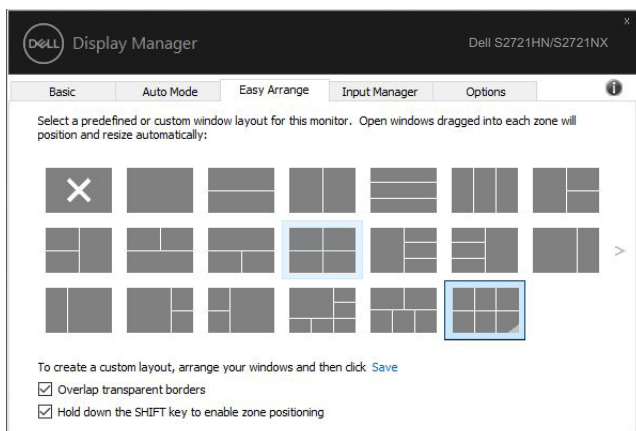 DELL Display Manager
Dell S2721HN/S2721NX
x
Basic Auto Mode Easy Arrange Input Manager Options i
Select a predefined or custom window layout for this monitor. Open windows dragged into each zone will
position and resize automatically:
>
To create a custom layout, arrange your windows and then click Save
Overlap transparent borders
Hold down the SHIFT key to enable zone positioning